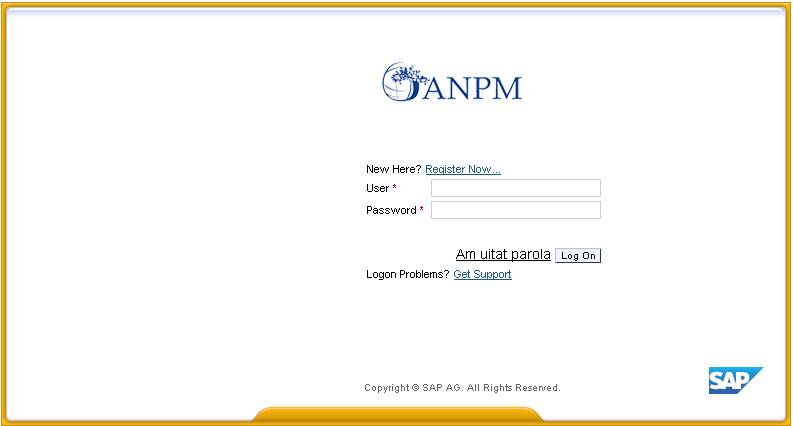 ANPM
New Here? Register Now...
User *
Password *
Am uitat parola Log On
Logon Problems? Get Support
Copyright © SAP AG. All Rights Reserved.
SAP